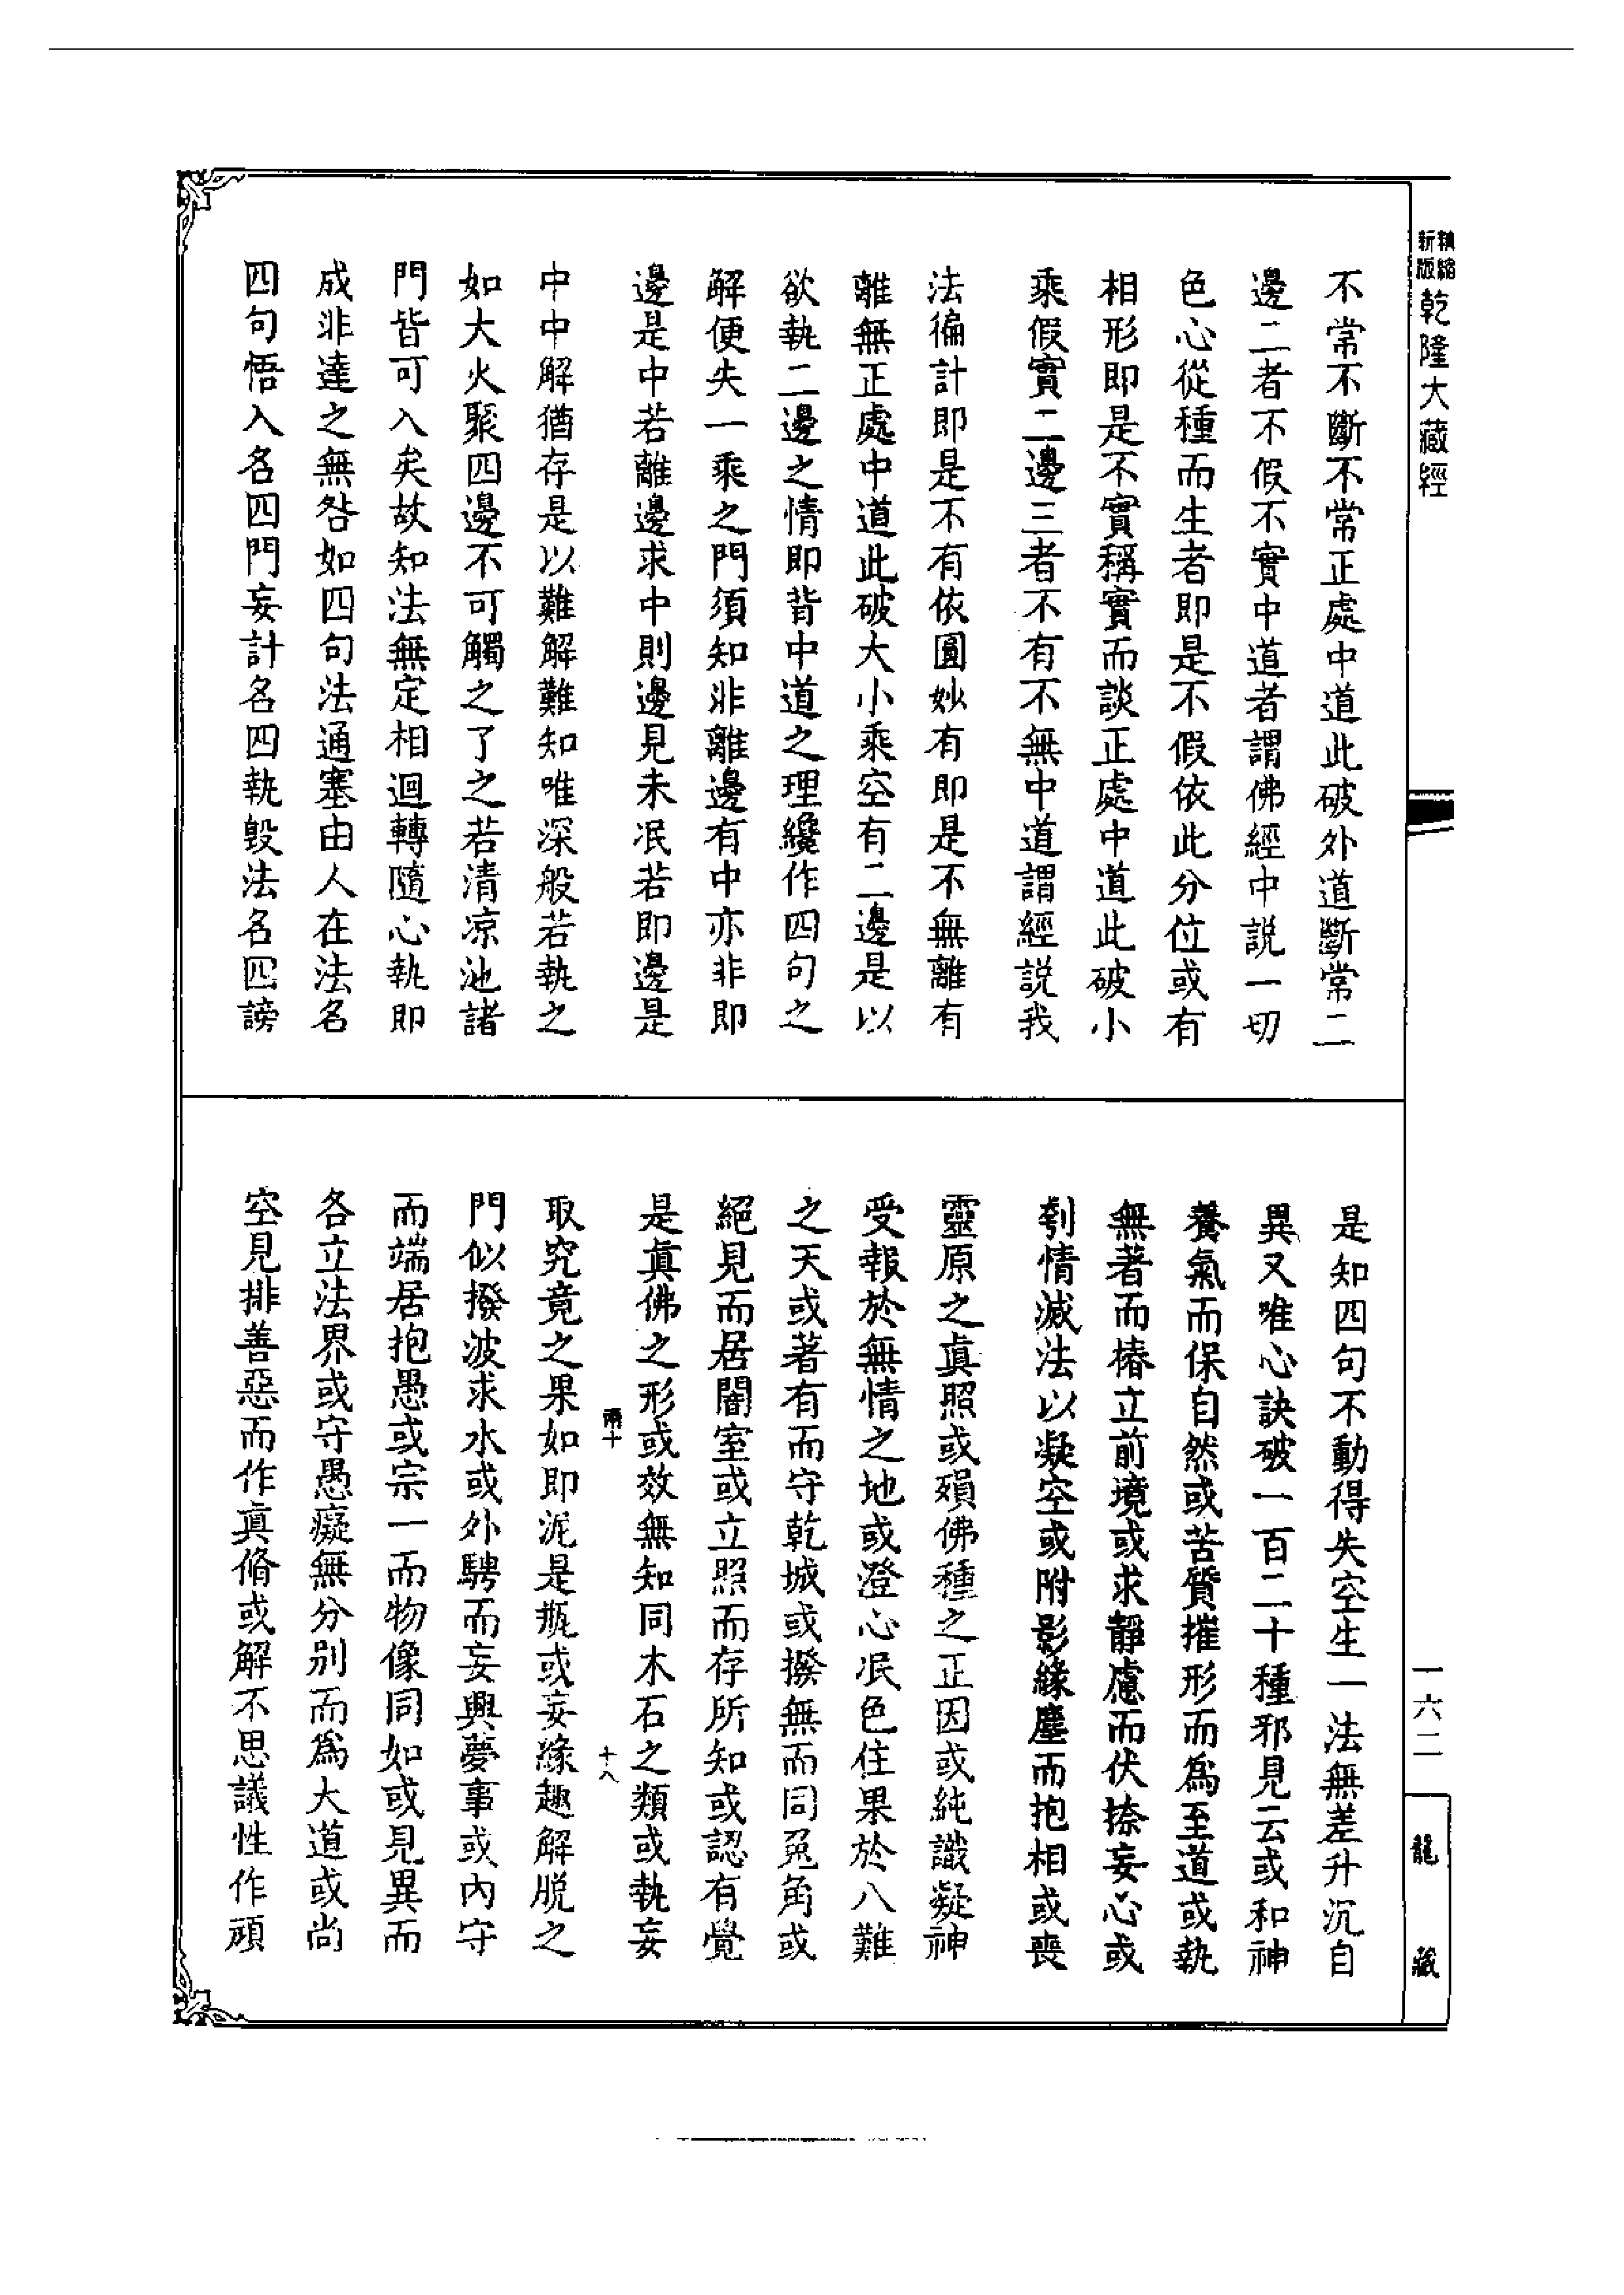 精縮
新版
乾隆大藏經
不常不斷不常正處中道此破外道斷常二
邊二者不假不實中道者謂佛經中説一切
色心從種而生者即是不假依此分位或有
相形即是不實稱實而談正處中道此破小
乘假實二邊三者不有不無中道謂經説我
法徧計即是不有依圓妙有即是不無離有
離無正處中道此破大小乘空有二邊是以
欲執二邊之情即背中道之理纔作四句之
解便失一乘之門須知非離邊有中亦非即
邊是中若離邊求中則邊見未泯若即邊是
中中解猶存是以難解難知唯深般若執之
如大火聚四邊不可觸之了之若清凉池諸
門皆可入矣故知法無定相迴轉隨心執即
成非達之無咎如四句法通塞由人在法名
四句悟入名四門妄計名四執毀法名四謗
是知四句不動得失空生一法無差升沉自
異又唯心訣破一百二十種邪見云或和神
養氣而保自然或苦質摧形而爲至道或執
無著而椿立前境或求靜慮而伏捺妄心或
刳情滅法以凝空或附影緣塵而抱相或喪
靈原之真照或殞佛種之正因或純識凝神
受報於無情之地或澄心泯色住果於八難
之天或著有而守乾城或撥無而同兔角或
絕見而居闇室或立照而存所知或認有覺
是真佛之形或效無知同木石之類或執妄
兩十
十八
取究竟之果如即泥是瓶或妄緣趣解脱之
門似撥波求水或外騁而妄興夢事或內守
而端居抱愚或宗一而物像同如或見異而
各立法界或守愚癡無分别而爲大道或尚
空見排善惡而作真脩或解不思議性作頑
一六二
龍
藏